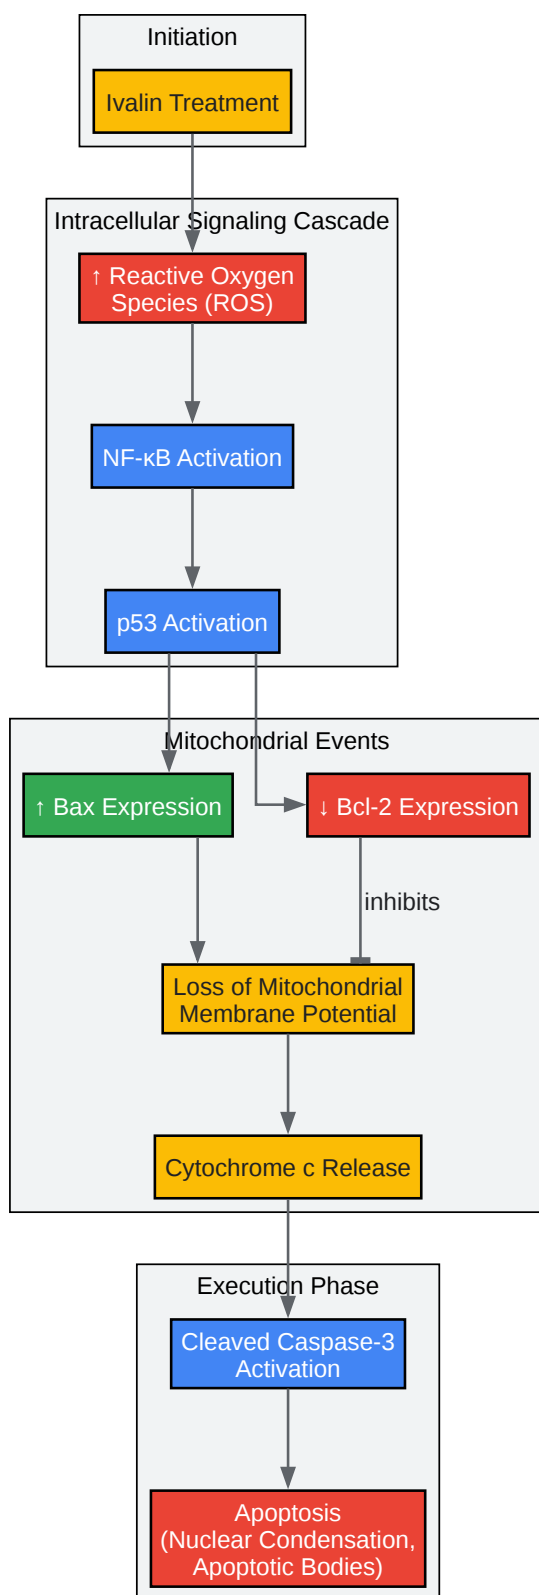 Initiation
Ivalin Treatment
Intracellular Signaling Cascade
↑ Reactive Oxygen
Species (ROS)
NF-κB Activation
p53 Activation
Mitochondrial Events
↑ Bax Expression
↓ Bcl-2 Expression
inhibits
Loss of Mitochondrial
Membrane Potential
Cytochrome c Release
Execution Phase
Cleaved Caspase-3
Activation
Apoptosis
(Nuclear Condensation,
Apoptotic Bodies)